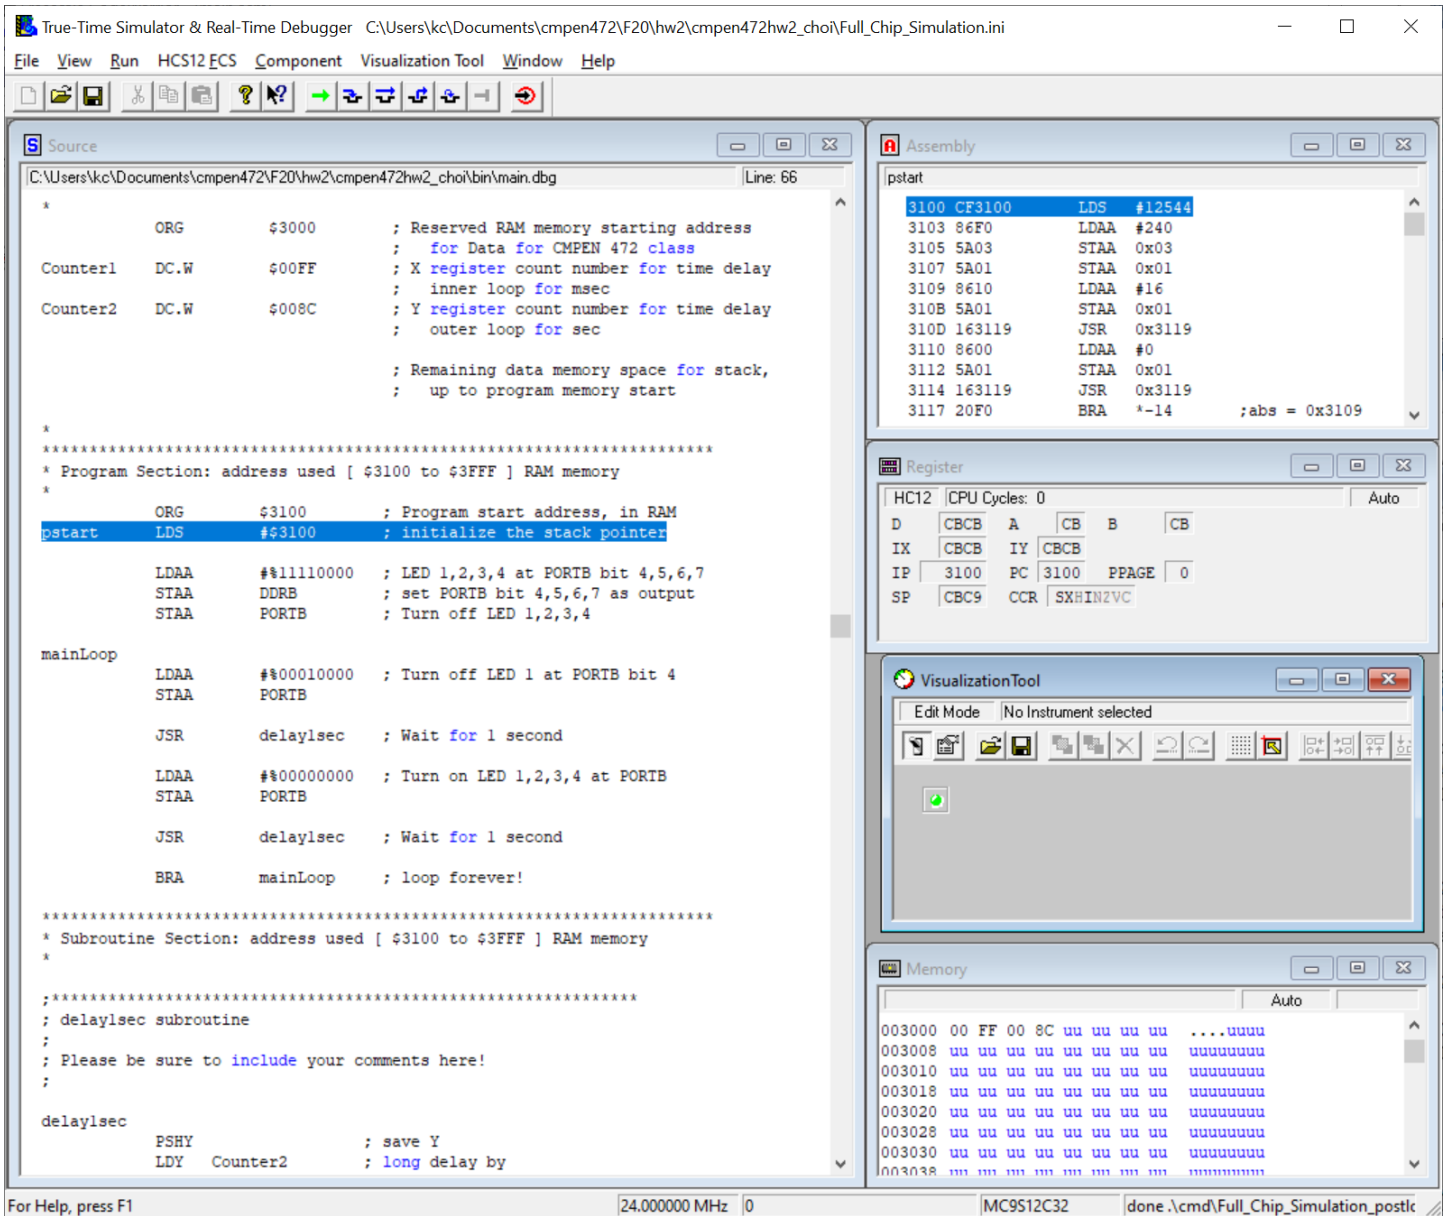 True-Time Simulator & Real-Time Debugger   C:\Users\kc\Documents\cmpen472\F20\hw2\cmpen472hw2_choi\Full_Chip_Simulation.ini
File View Run HCS12 FCS Component Visualization Tool Window Help
Source
C:\Users\kc\Documents\cmpen472\F20\hw2\cmpen472hw2_choi\bin\main.dbg Line: 66
*
ORG $3000 ; Reserved RAM memory starting address
; for Data for CMPEN 472 class
Counter1 DC.W $00FF ; X register count number for time delay
; inner loop for msec
Counter2 DC.W $008C ; Y register count number for time delay
; outer loop for sec
; Remaining data memory space for stack,
; up to program memory start
*
***********************************************************************
* Program Section: address used [ $3100 to $3FFF ] RAM memory
*
ORG $3100 ; Program start address, in RAM
pstart LDS #$3100 ; initialize the stack pointer
LDAA #%11110000 ; LED 1,2,3,4 at PORTB bit 4,5,6,7
STAA DDRB ; set PORTB bit 4,5,6,7 as output
STAA PORTB ; Turn off LED 1,2,3,4
mainLoop
LDAA #%00010000 ; Turn off LED 1 at PORTB bit 4
STAA PORTB
JSR delay1sec ; Wait for 1 second
LDAA #%00000000 ; Turn on LED 1,2,3,4 at PORTB
STAA PORTB
JSR delay1sec ; Wait for 1 second
BRA mainLoop ; loop forever!
***********************************************************************
* Subroutine Section: address used [ $3100 to $3FFF ] RAM memory
*
;**************************************************************
; delay1sec subroutine
;
; Please be sure to include your comments here!
;
delay1sec
PSHY ; save Y
LDY Counter2 ; long delay by
Assembly
pstart
3100 CF3100 LDS #12544
3103 86F0 LDAA #240
3105 5A03 STAA 0x03
3107 5A01 STAA 0x01
3109 8610 LDAA #16
310B 5A01 STAA 0x01
310D 163119 JSR 0x3119
3110 8600 LDAA #0
3112 5A01 STAA 0x01
3114 163119 JSR 0x3119
3117 20F0 BRA *-14 ;abs = 0x3109
Register
HC12 CPU Cycles: 0 Auto
D CBCB A CB B CB
IX CBCB IY CBCB
IP 3100 PC 3100 PPAGE 0
SP CBC9 CCR SXHINZVC
VisualizationTool
Edit Mode No Instrument selected
Memory
Auto
003000 00 FF 00 8C uu uu uu uu ....uuuu
003008 uu uu uu uu uu uu uu uu uuuuuuuu
003010 uu uu uu uu uu uu uu uu uuuuuuuu
003018 uu uu uu uu uu uu uu uu uuuuuuuu
003020 uu uu uu uu uu uu uu uu uuuuuuuu
003028 uu uu uu uu uu uu uu uu uuuuuuuu
003030 uu uu uu uu uu uu uu uu uuuuuuuu
003038 uu uu uu uu uu uu uu uu uuuuuuuu
For Help, press F1 24.000000 MHz 0 MC9S12C32 done .\cmd\Full_Chip_Simulation_postlc